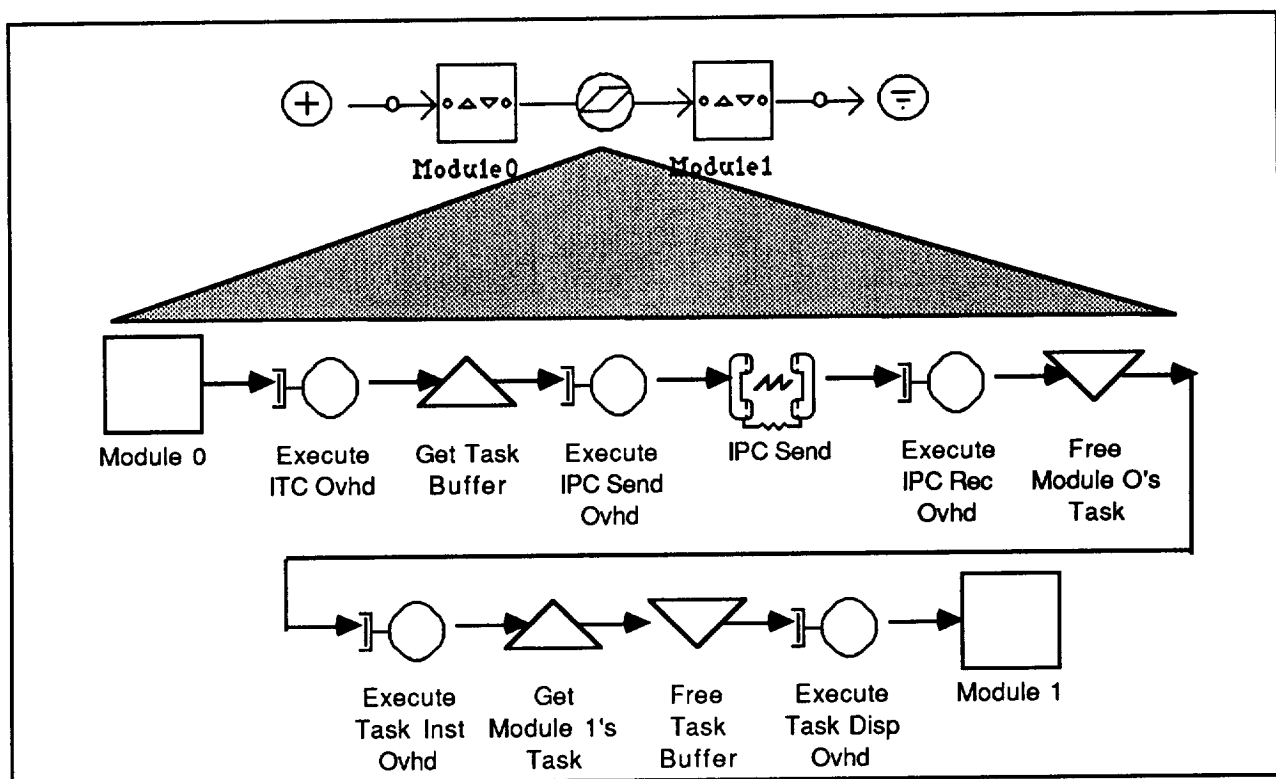 Module0
Module1
Module 0
Execute
ITC Ovhd
Get Task
Buffer
Execute
IPC Send
Ovhd
IPC Send
Execute
IPC Rec
Ovhd
Free
Module O's
Task
Execute
Task Inst
Ovhd
Get
Module 1's
Task
Free
Task
Buffer
Execute
Task Disp
Ovhd
Module 1